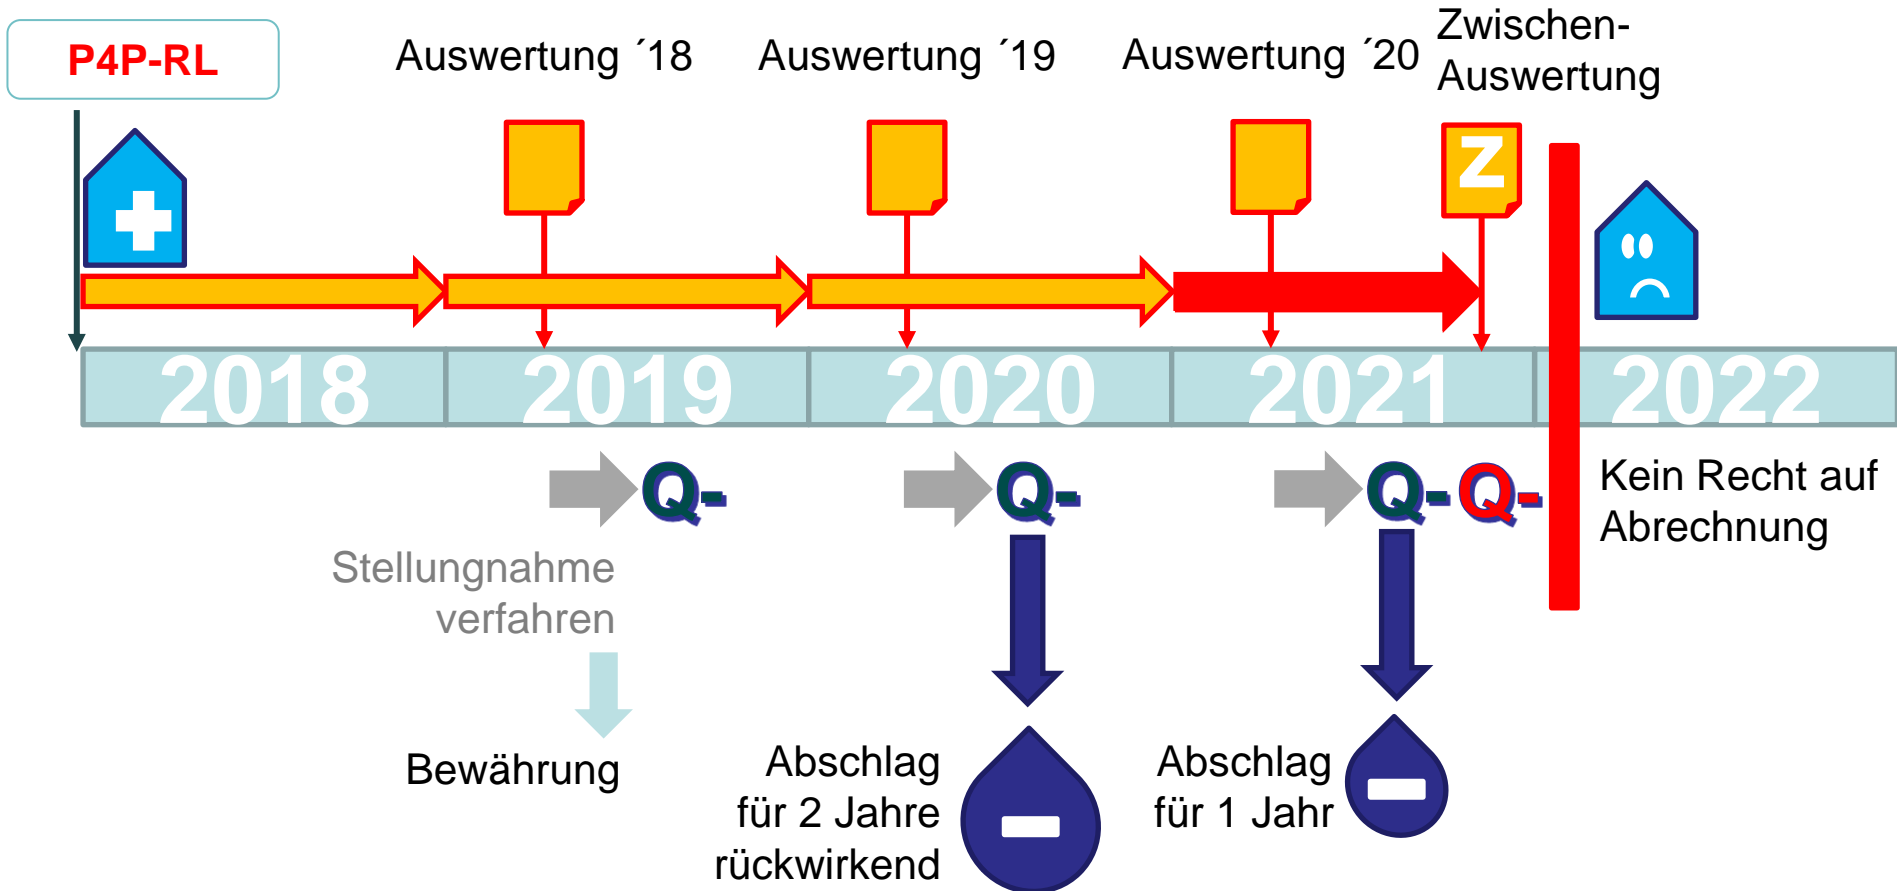 P4P-RL
Auswertung ´18
Auswertung ´19
Auswertung ´20
Zwischen-
Auswertung
Z
2018
2019
2020
2021
2022
Q-
Q-
Q-
Q-
Kein Recht auf
Abrechnung
Stellungnahme
verfahren
Bewährung
Abschlag
für 2 Jahre
rückwirkend
Abschlag
für 1 Jahr